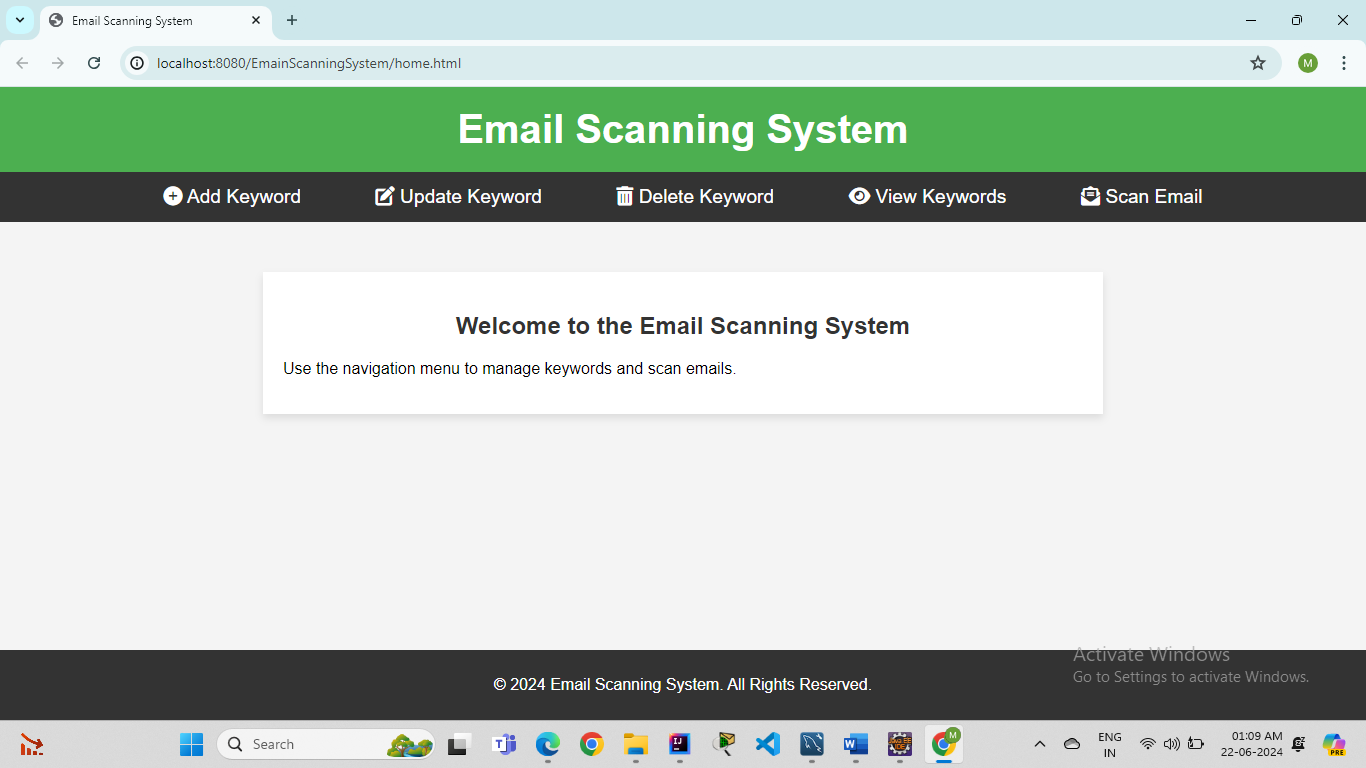 Email Scanning System
localhost:8080/EmainScanningSystem/home.html
M
Email Scanning System
Add Keyword
Update Keyword
Delete Keyword
View Keywords
Scan Email
Welcome to the Email Scanning System
Use the navigation menu to manage keywords and scan emails.
Activate Windows
Go to Settings to activate Windows.
© 2024 Email Scanning System. All Rights Reserved.
Search
M
ENG
IN
01:09 AM
22-06-2024
PRE